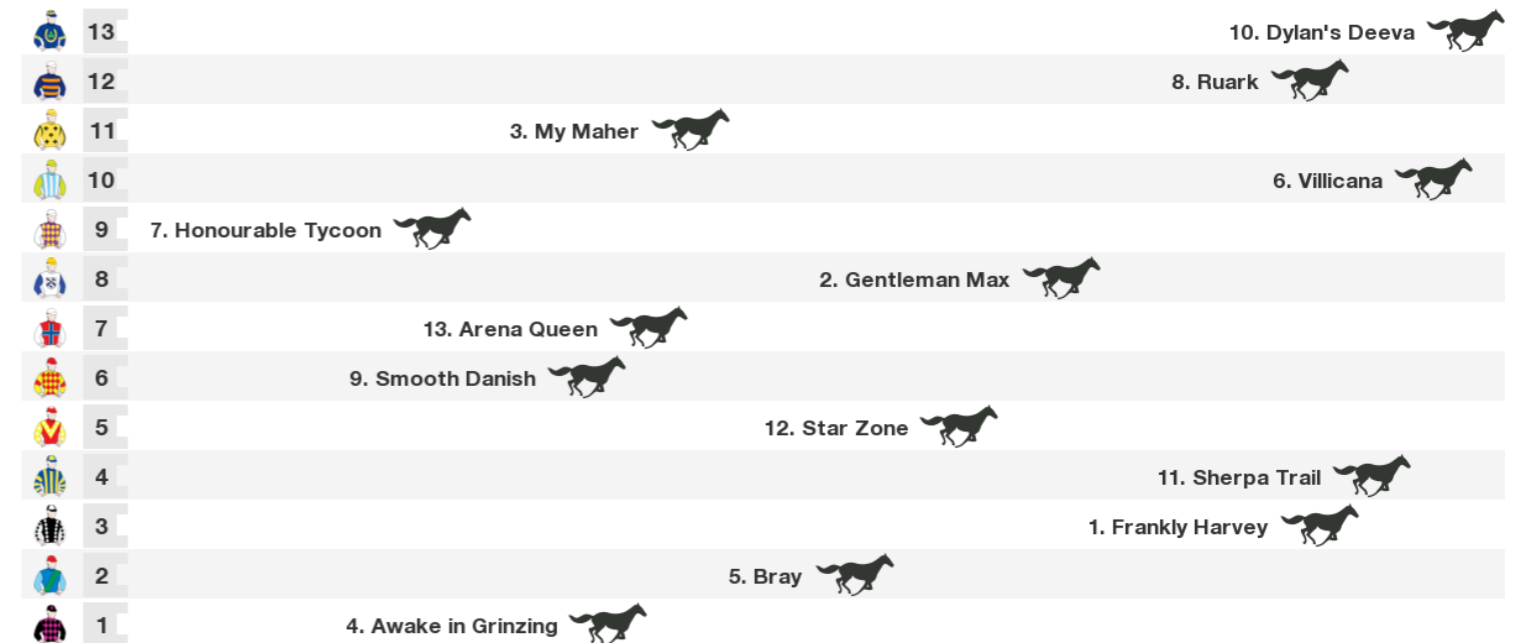 13 10. Dylan's Deeva
12 8. Ruark
11 3. My Maher
10 6. Villicana
9 7. Honourable Tycoon
8 2. Gentleman Max
7 13. Arena Queen
6 9. Smooth Danish
5 12. Star Zone
4 11. Sherpa Trail
3 1. Frankly Harvey
2 5. Bray
1 4. Awake in Grinzing